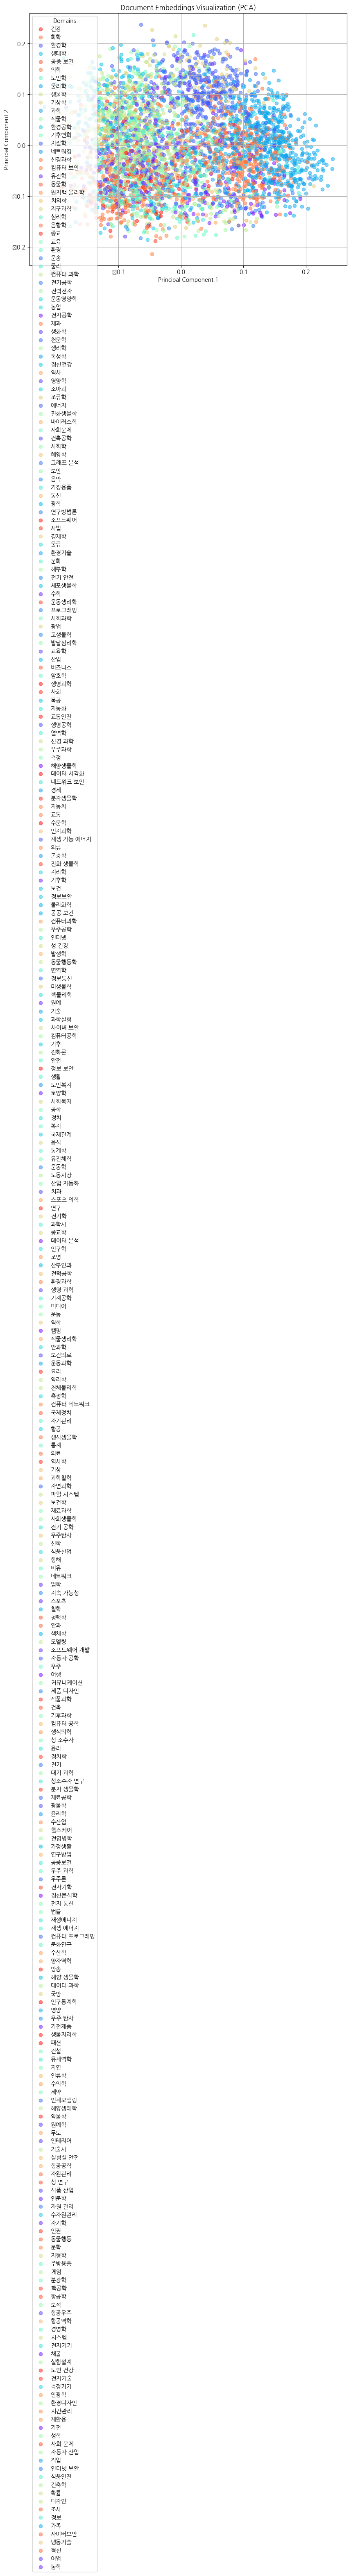 Document Embeddings Visualization (PCA)
Domains
건강
화학
환경학
생태학
공중 보건
의학
노인학
물리학
생물학
기상학
과학
식물학
환경공학
기후변화
지질학
네트워킹
신경과학
컴퓨터 보안
유전학
동물학
원자핵 물리학
치의학
지구과학
심리학
음향학
종교
교육
환경
운송
물리
컴퓨터 과학
전기공학
전력전자
운동영양학
농업
전자공학
제과
생화학
천문학
생리학
독성학
정신건강
역사
영양학
소아과
조류학
에너지
진화생물학
바이러스학
사회문제
건축공학
사회학
해양학
그래프 분석
보안
음악
가정용품
통신
광학
연구방법론
소프트웨어
사법
경제학
물류
환경기술
문화
해부학
전기 안전
세포생물학
수학
운동생리학
프로그래밍
사회과학
광업
고생물학
발달심리학
교육학
산업
비즈니스
암호학
생명과학
사회
목공
자동화
교통안전
생명공학
열역학
신경 과학
우주과학
측정
해양생물학
데이터 시각화
네트워크 보안
경제
분자생물학
자동차
교통
수문학
인지과학
재생 가능 에너지
의류
곤충학
진화 생물학
지리학
기후학
보건
정보보안
물리화학
공공 보건
컴퓨터과학
우주공학
인터넷
성 건강
발생학
동물행동학
면역학
정보통신
미생물학
핵물리학
원예
기술
과학실험
사이버 보안
컴퓨터공학
기후
진화론
안전
정보 보안
생활
노인복지
토양학
사회복지
공학
정치
복지
국제관계
음식
통계학
유전체학
운동학
노동시장
산업 자동화
치과
스포츠 의학
연구
전기학
과학사
종교학
데이터 분석
인구학
조명
산부인과
전력공학
환경과학
생명 과학
기계공학
미디어
운동
역학
캠핑
식물생리학
안과학
보건의료
운동과학
요리
약리학
천체물리학
측정학
컴퓨터 네트워크
국제정치
항공
생식생물학
통계
의료
역사학
기상
과학철학
자연과학
파일 시스템
보건학
재료과학
사회생물학
전기 공학
우주탐사
신학
식품산업
항해
비유
네트워크
법학
지속 가능성
스포츠
철학
정력학
안과
색채학
모델링
소프트웨어 개발
자동차 공학
우주
여행
커뮤니케이션
제품 디자인
식품과학
건축
기후과학
컴퓨터 공학
생식의학
성 소수자
윤리
정치학
전기
대기 과학
성소수자 연구
분자 생물학
재료공학
광물학
윤리학
수산업
헬스케어
전염병학
가정생활
연구방법
공중보건
우주 과학
우주론
전자기학
정신분석학
전자 통신
법률
재생에너지
재생 에너지
컴퓨터 프로그래밍
문화연구
수산학
양자역학
방송
해양 생물학
데이터 과학
국방
인구통계학
영양
우주 탐사
가전제품
생물지리학
패션
건설
유체역학
자연
인류학
수의학
제약
인체모델링
해양생태학
약물학
원예학
무도
인테리어
기술사
실험실 안전
항공공학
자원관리
성 연구
식품 산업
인문학
자원 관리
수자원관리
자기학
인권
동물행동
문학
지형학
주방용품
게임
분광학
핵공학
항공학
보석
항공우주
항공역학
경영학
시스템
전자기기
채굴
실험설계
노인 건강
전자기술
측정기기
안광학
환경디자인
시간관리
재활용
가전
성학
사회 문제
자동차 산업
직업
인터넷 보안
식품안전
건축학
확률
디자인
조사
정보
가족
사이버보안
냉동기술
혁신
어업
농학
Principal Component 2
0.2
0.1
0.0
0.1
0.2
0.1
0.0
0.1
0.2
Principal Component 1